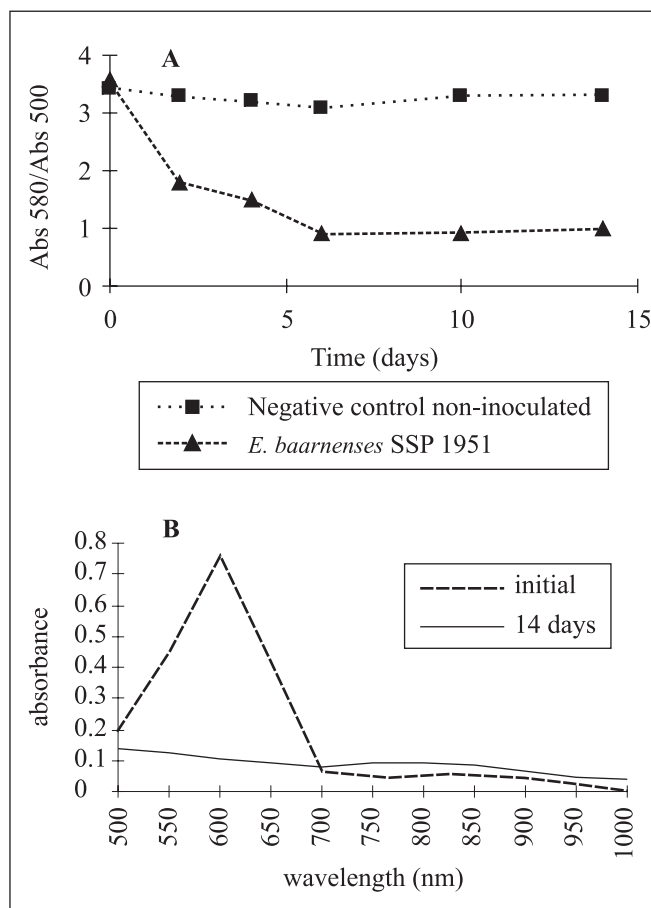 A
4
3
2
1
0
Abs 580/Abs 500
0 5 10 15
Time (days)
Negative control non-inoculated
E. baarnenses SSP 1951
B
0.8
0.7
0.6
0.5
0.4
0.3
0.2
0.1
0
absorbance
initial
14 days
500 550 600 650 700 750 800 850 900 950 1000
wavelength (nm)